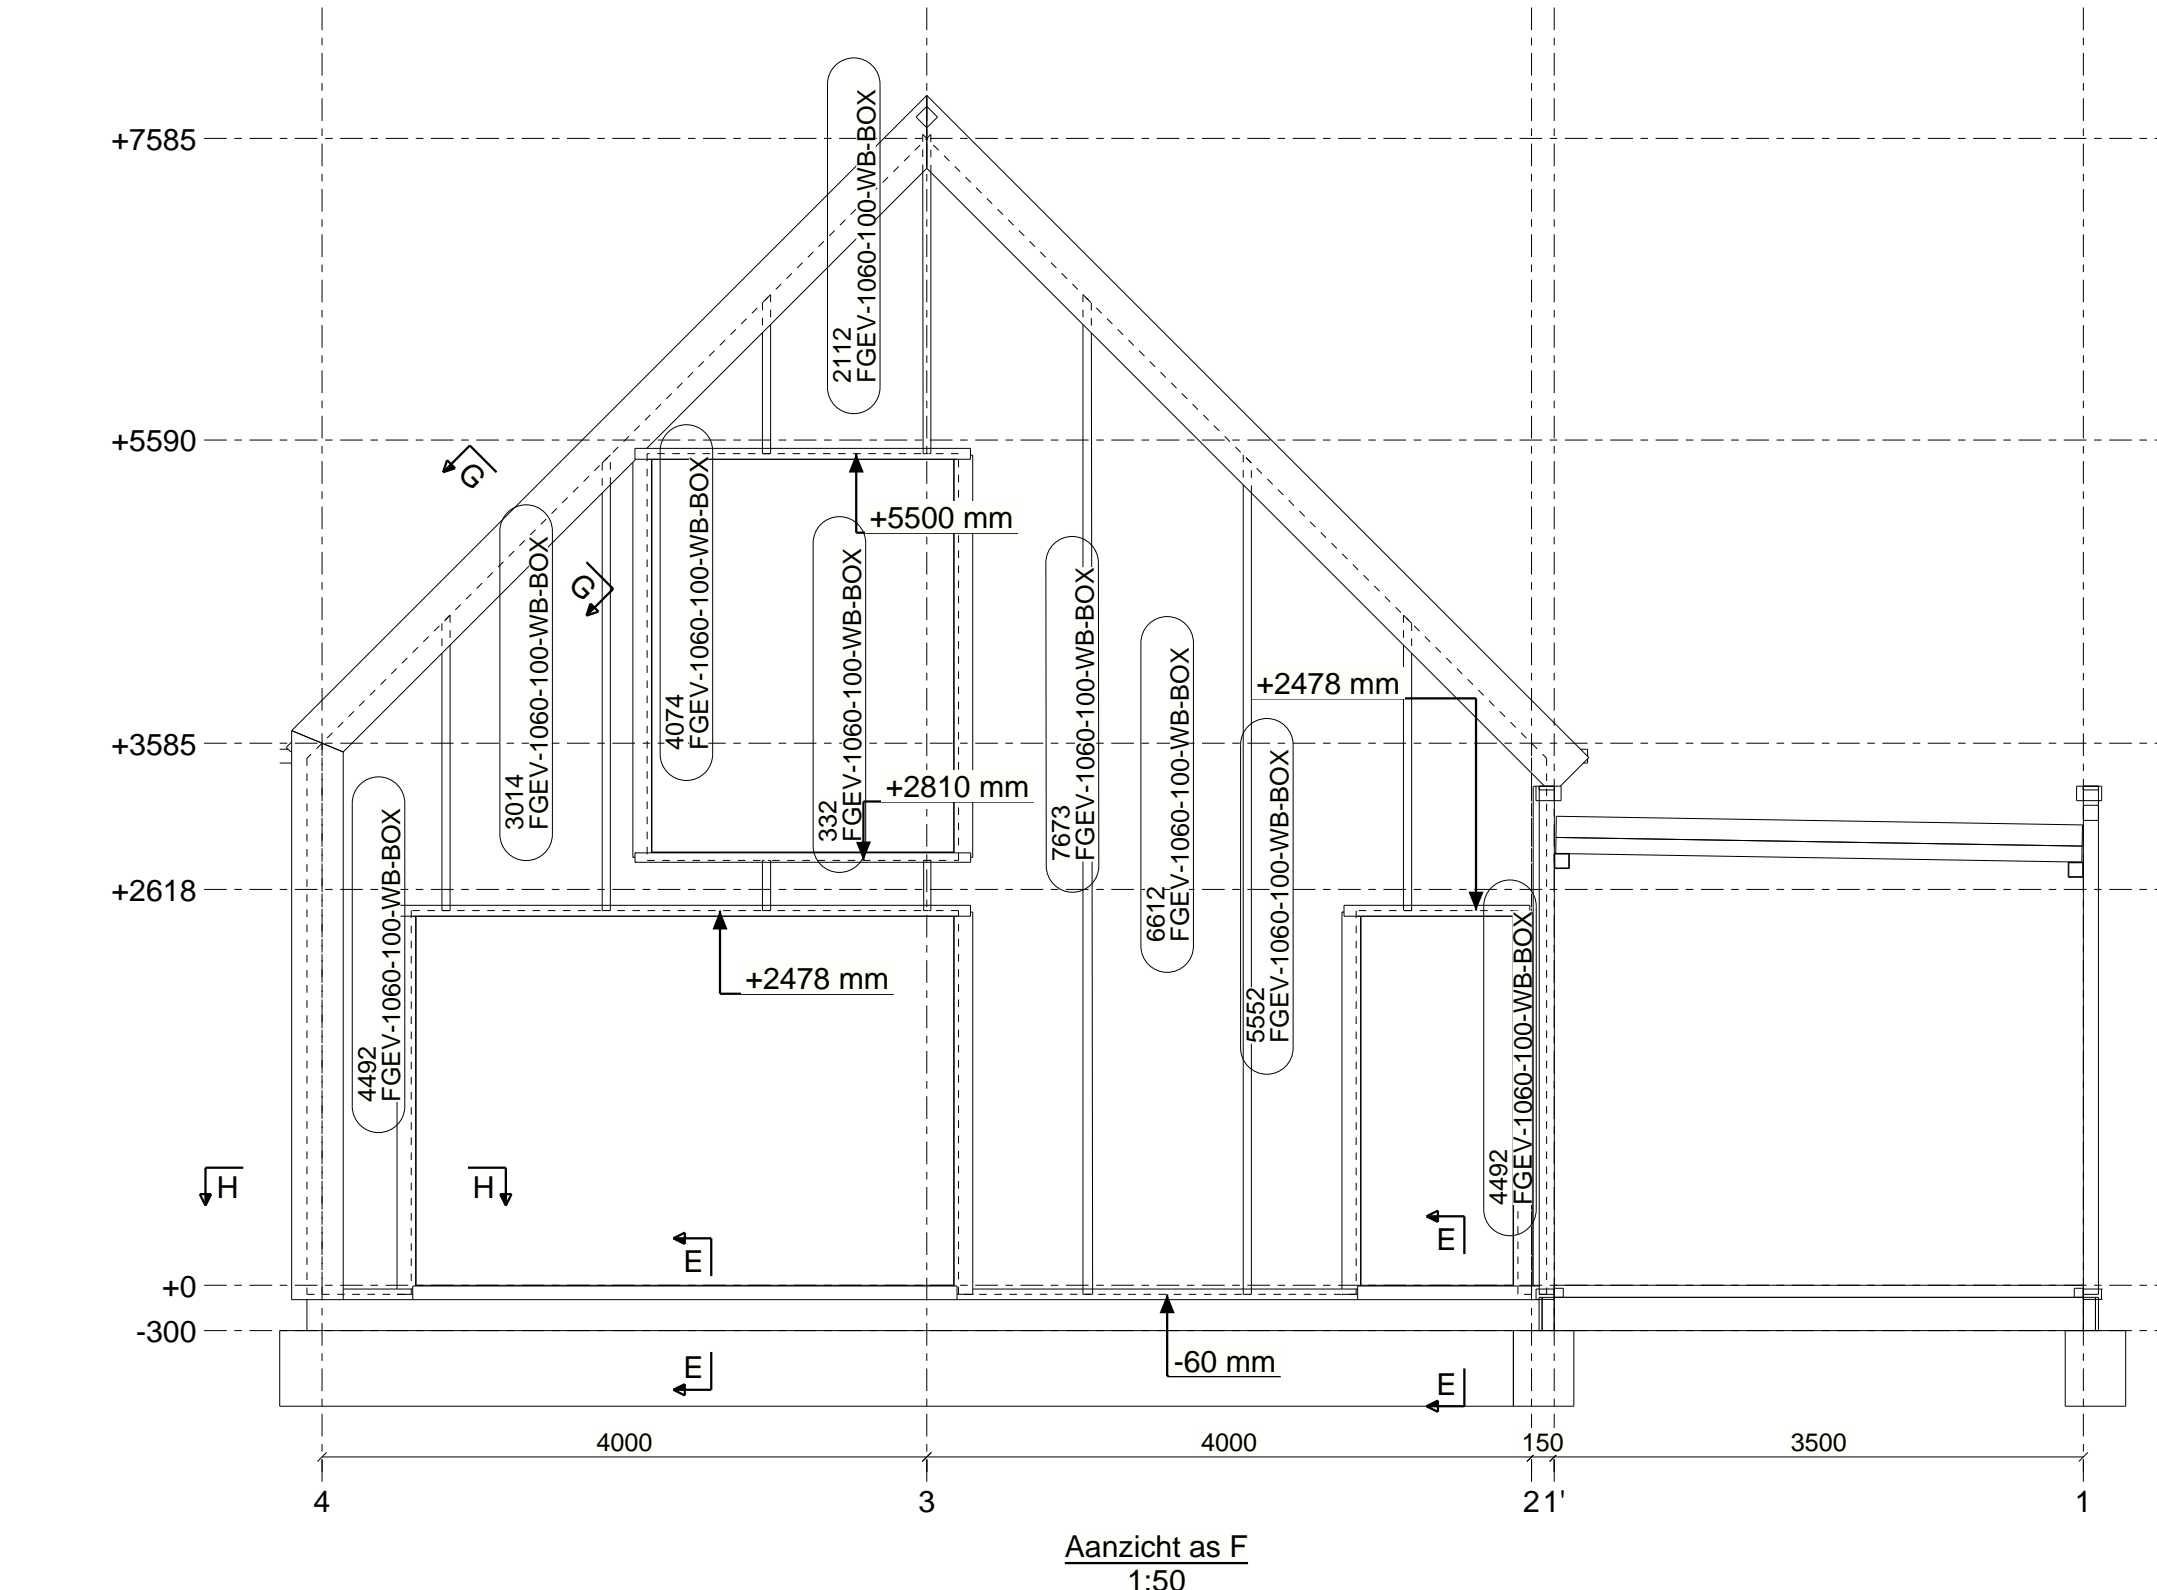 +7585
2112
FGEV-1060-100-WB-BOX
+5590
G
4074
FGEV-1060-100-WB-BOX
+5500 mm
3014
FGEV-1060-100-WB-BOX
G
332
FGEV-1060-100-WB-BOX
7673
FGEV-1060-100-WB-BOX
6612
FGEV-1060-100-WB-BOX
+2478 mm
5552
FGEV-1060-100-WB-BOX
+3585
+2810 mm
4492
FGEV-1060-100-WB-BOX
+2618
4492
FGEV-1060-100-WB-BOX
+2478 mm
H
H
E
E
+0
-300
E
-60 mm
E
4000
4000
150
3500
4
3
2
1'
1
Aanzicht as F
1:50